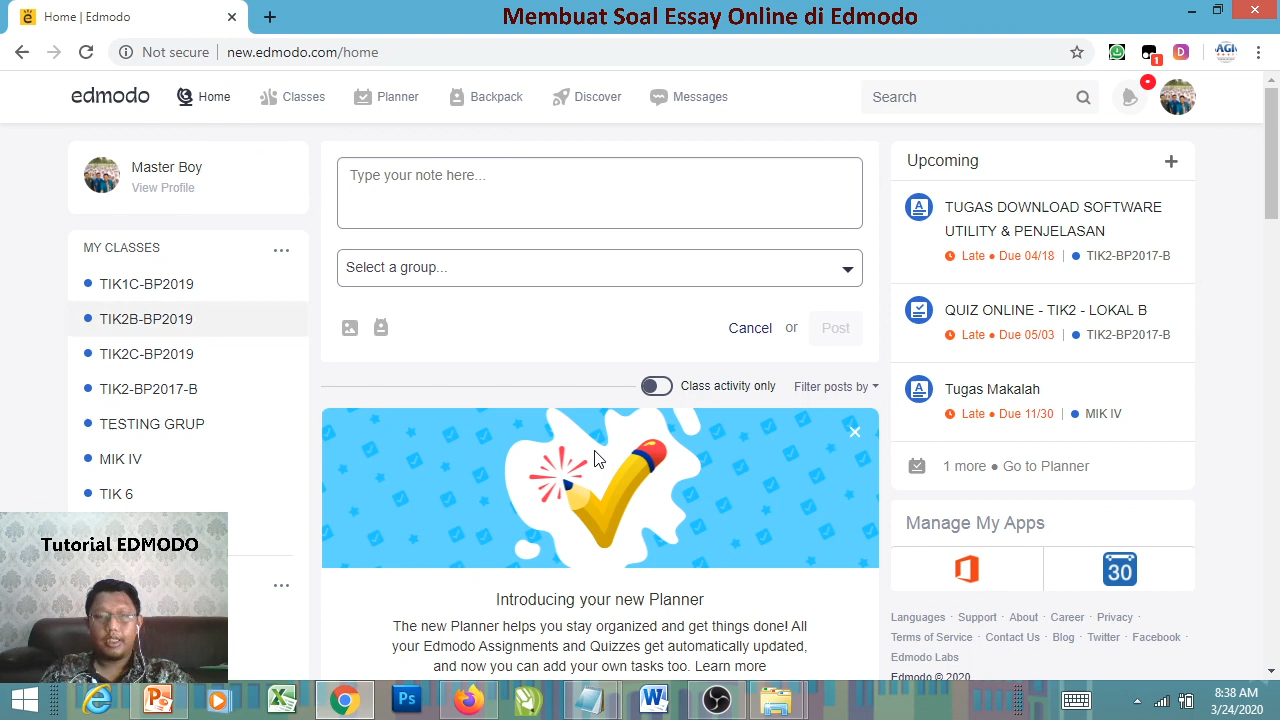 Home | Edmodo
Membuat Soal Essay Online di Edmodo
Not secure
new.edmodo.com/home
1
D
AGI
edmodo
Home
Classes
Planner
Backpack
Discover
Messages
Search
Master Boy
View Profile
MY CLASSES
TIK1C-BP2019
TIK2B-BP2019
TIK2C-BP2019
TIK2-BP2017-B
TESTING GRUP
MIK IV
TIK 6
Tutorial EDMODO
Type your note here...
Select a group...
Cancel or Post
Class activity only
Filter posts by
Introducing your new Planner
The new Planner helps you stay organized and get things done! All
your Edmodo Assignments and Quizzes get automatically updated,
and now you can add your own tasks too. Learn more
Upcoming
TUGAS DOWNLOAD SOFTWARE
UTILITY & PENJELASAN
Late ● Due 04/18 | TIK2-BP2017-B
QUIZ ONLINE - TIK2 - LOKAL B
Late ● Due 05/03 | TIK2-BP2017-B
Tugas Makalah
Late ● Due 11/30 | MIK IV
1 more ● Go to Planner
Manage My Apps
30
Languages · Support · About · Career · Privacy ·
Terms of Service · Contact Us · Blog · Twitter · Facebook ·
Edmodo Labs
Edmodo © 2020
Ps
8:38 AM
3/24/2020